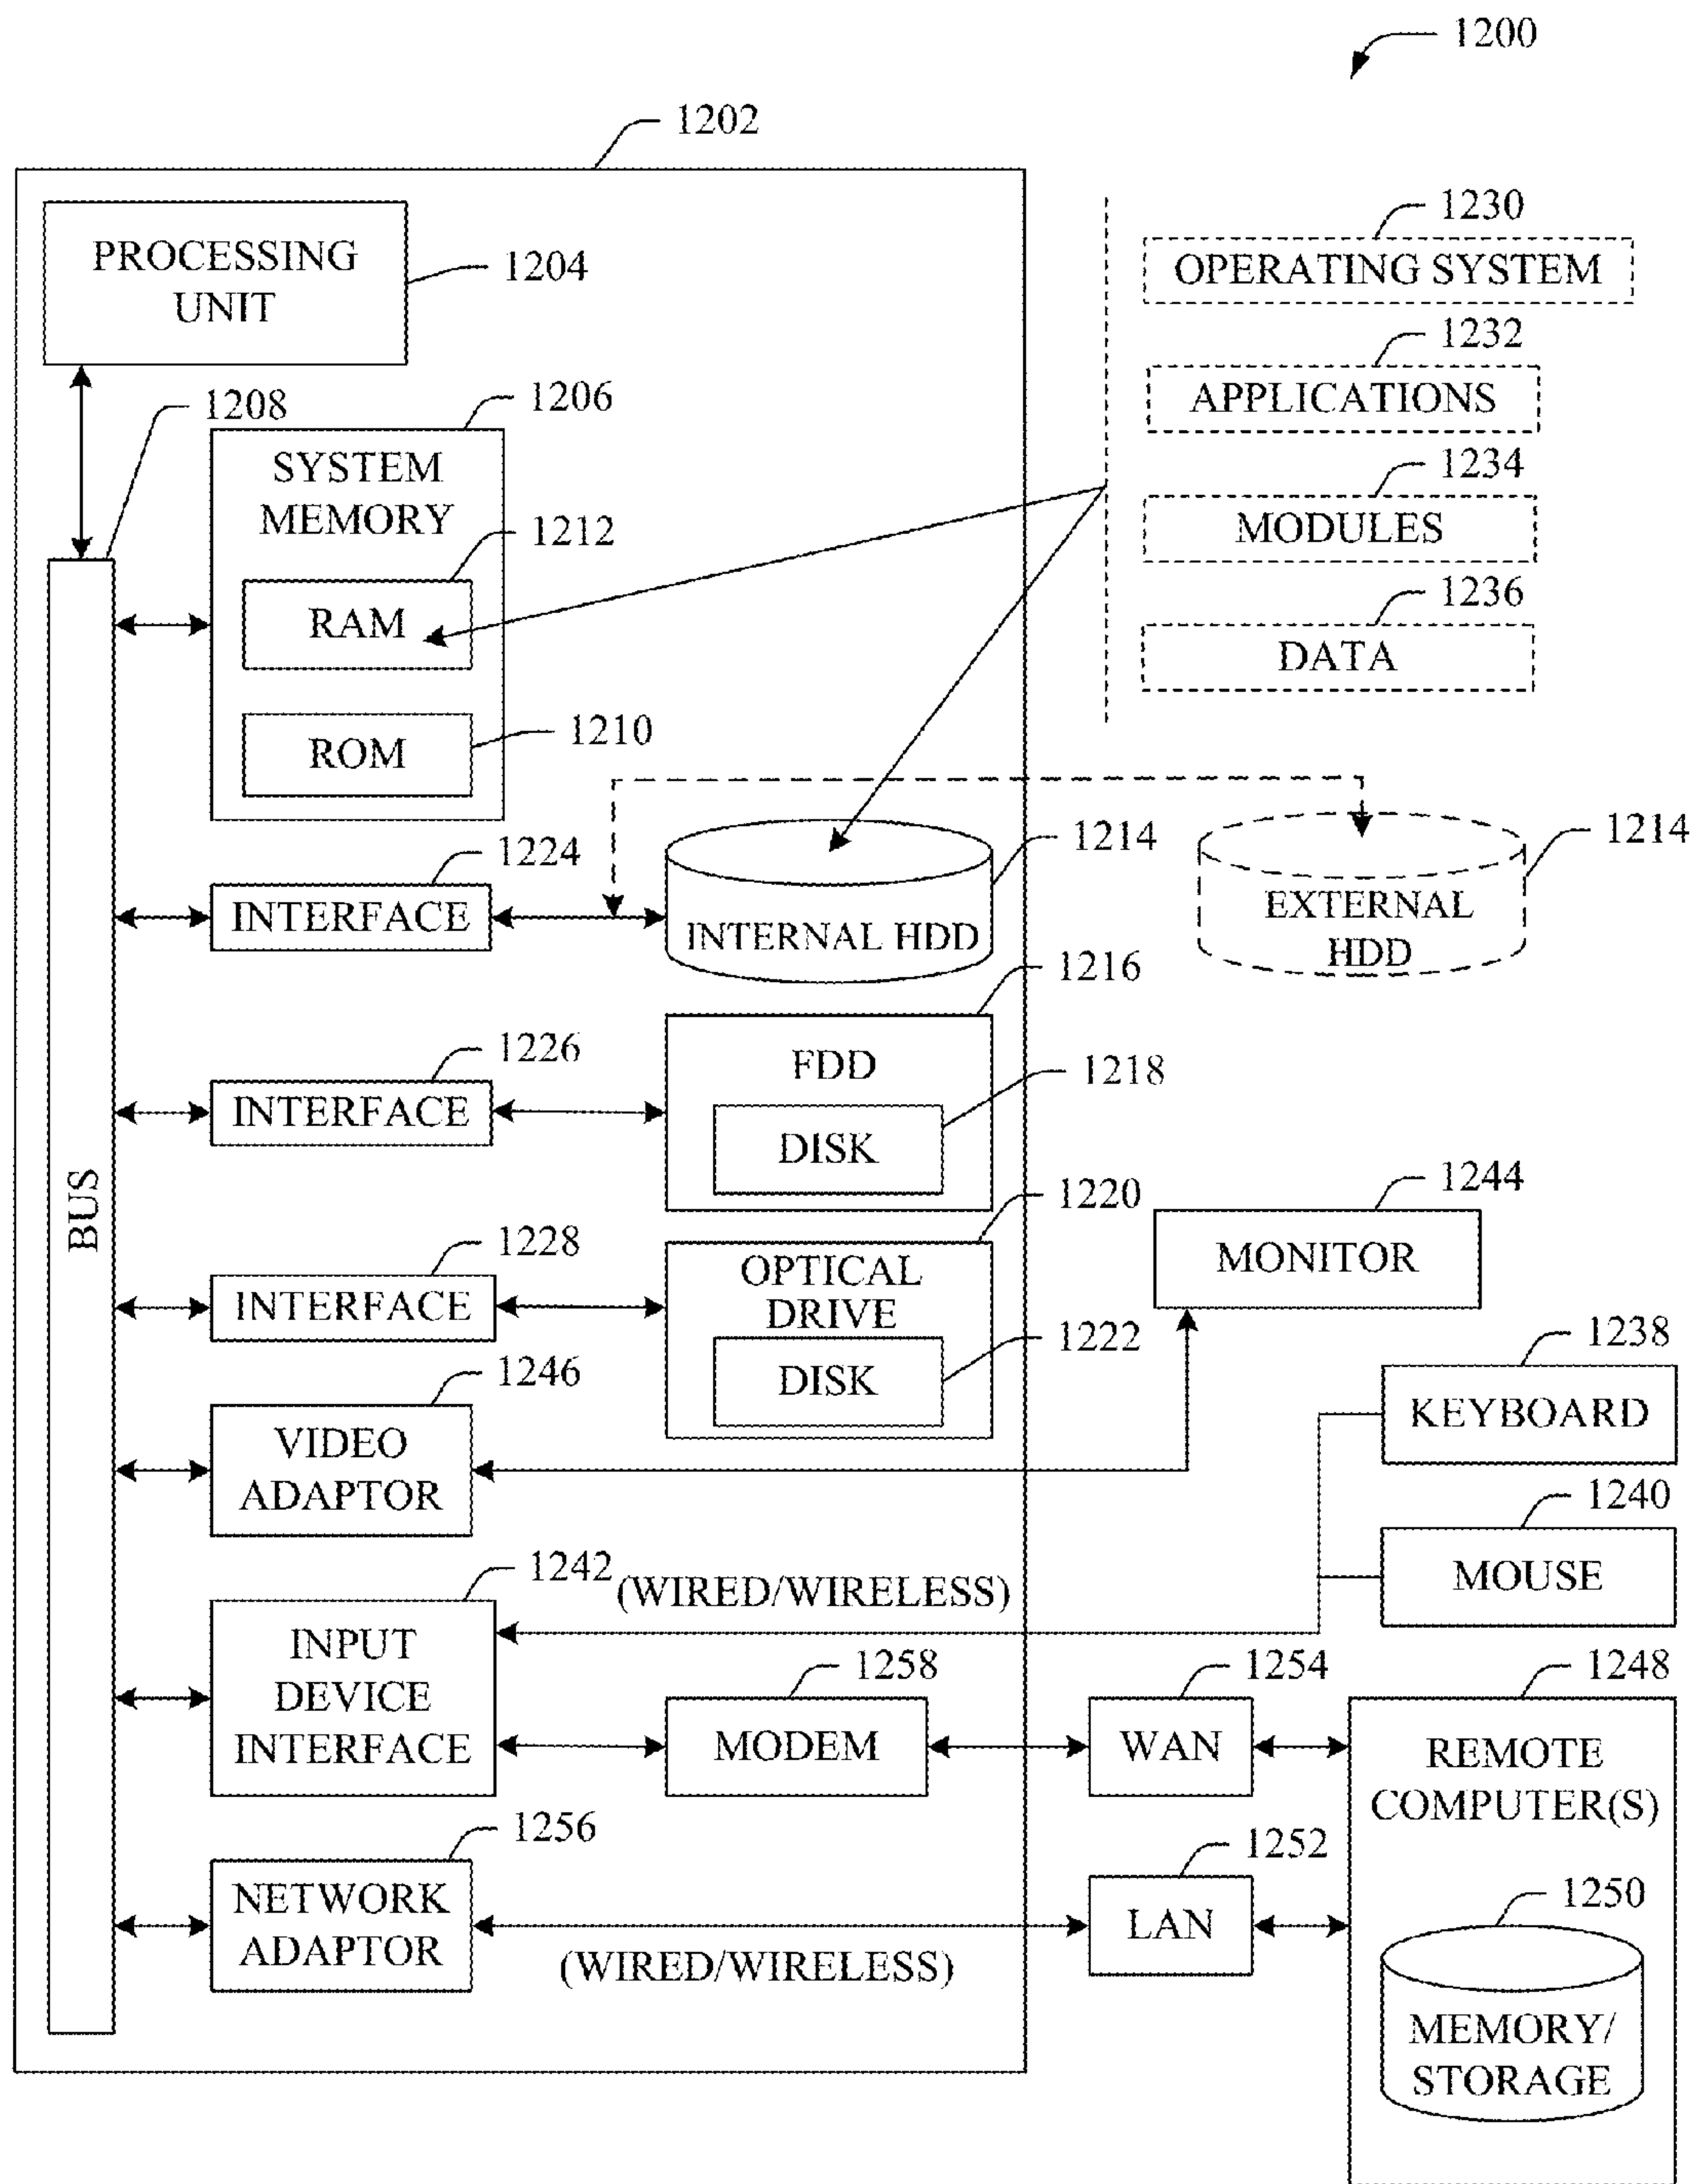 1200
1202
PROCESSING
UNIT
1204
1230
OPERATING SYSTEM
1232
APPLICATIONS
1234
MODULES
1236
DATA
1208
1206
SYSTEM
MEMORY
1212
RAM
1210
ROM
1224
INTERFACE
1214
INTERNAL HDD
1214
EXTERNAL
HDD
1226
INTERFACE
1216
FDD
1218
DISK
BUS
1228
INTERFACE
1220
OPTICAL
DRIVE
1222
DISK
1244
MONITOR
1238
KEYBOARD
1246
VIDEO
ADAPTOR
1240
MOUSE
1242
(WIRED/WIRELESS)
INPUT
DEVICE
INTERFACE
1258
MODEM
1254
WAN
1248
REMOTE
COMPUTER(S)
1256
NETWORK
ADAPTOR
(WIRED/WIRELESS)
1252
LAN
1250
MEMORY/
STORAGE